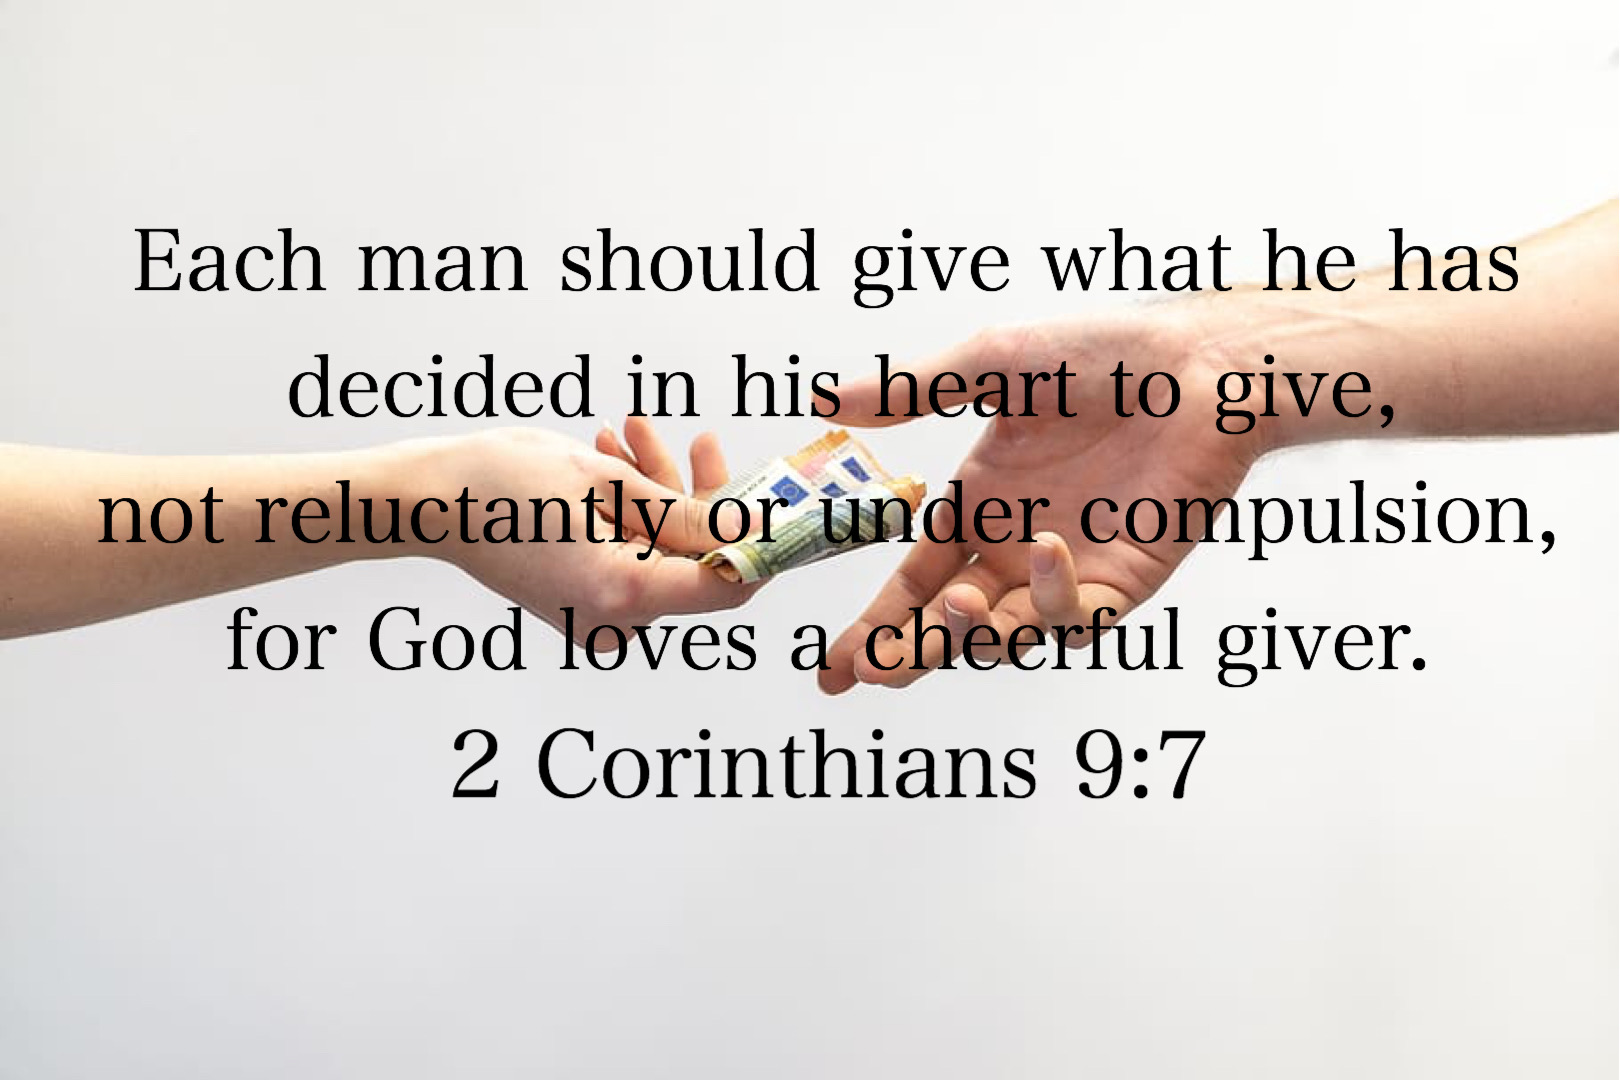 Each man should give what he has
decided in his heart to give,
not reluctantly or under compulsion,
for God loves a cheerful giver.
2 Corinthians 9:7